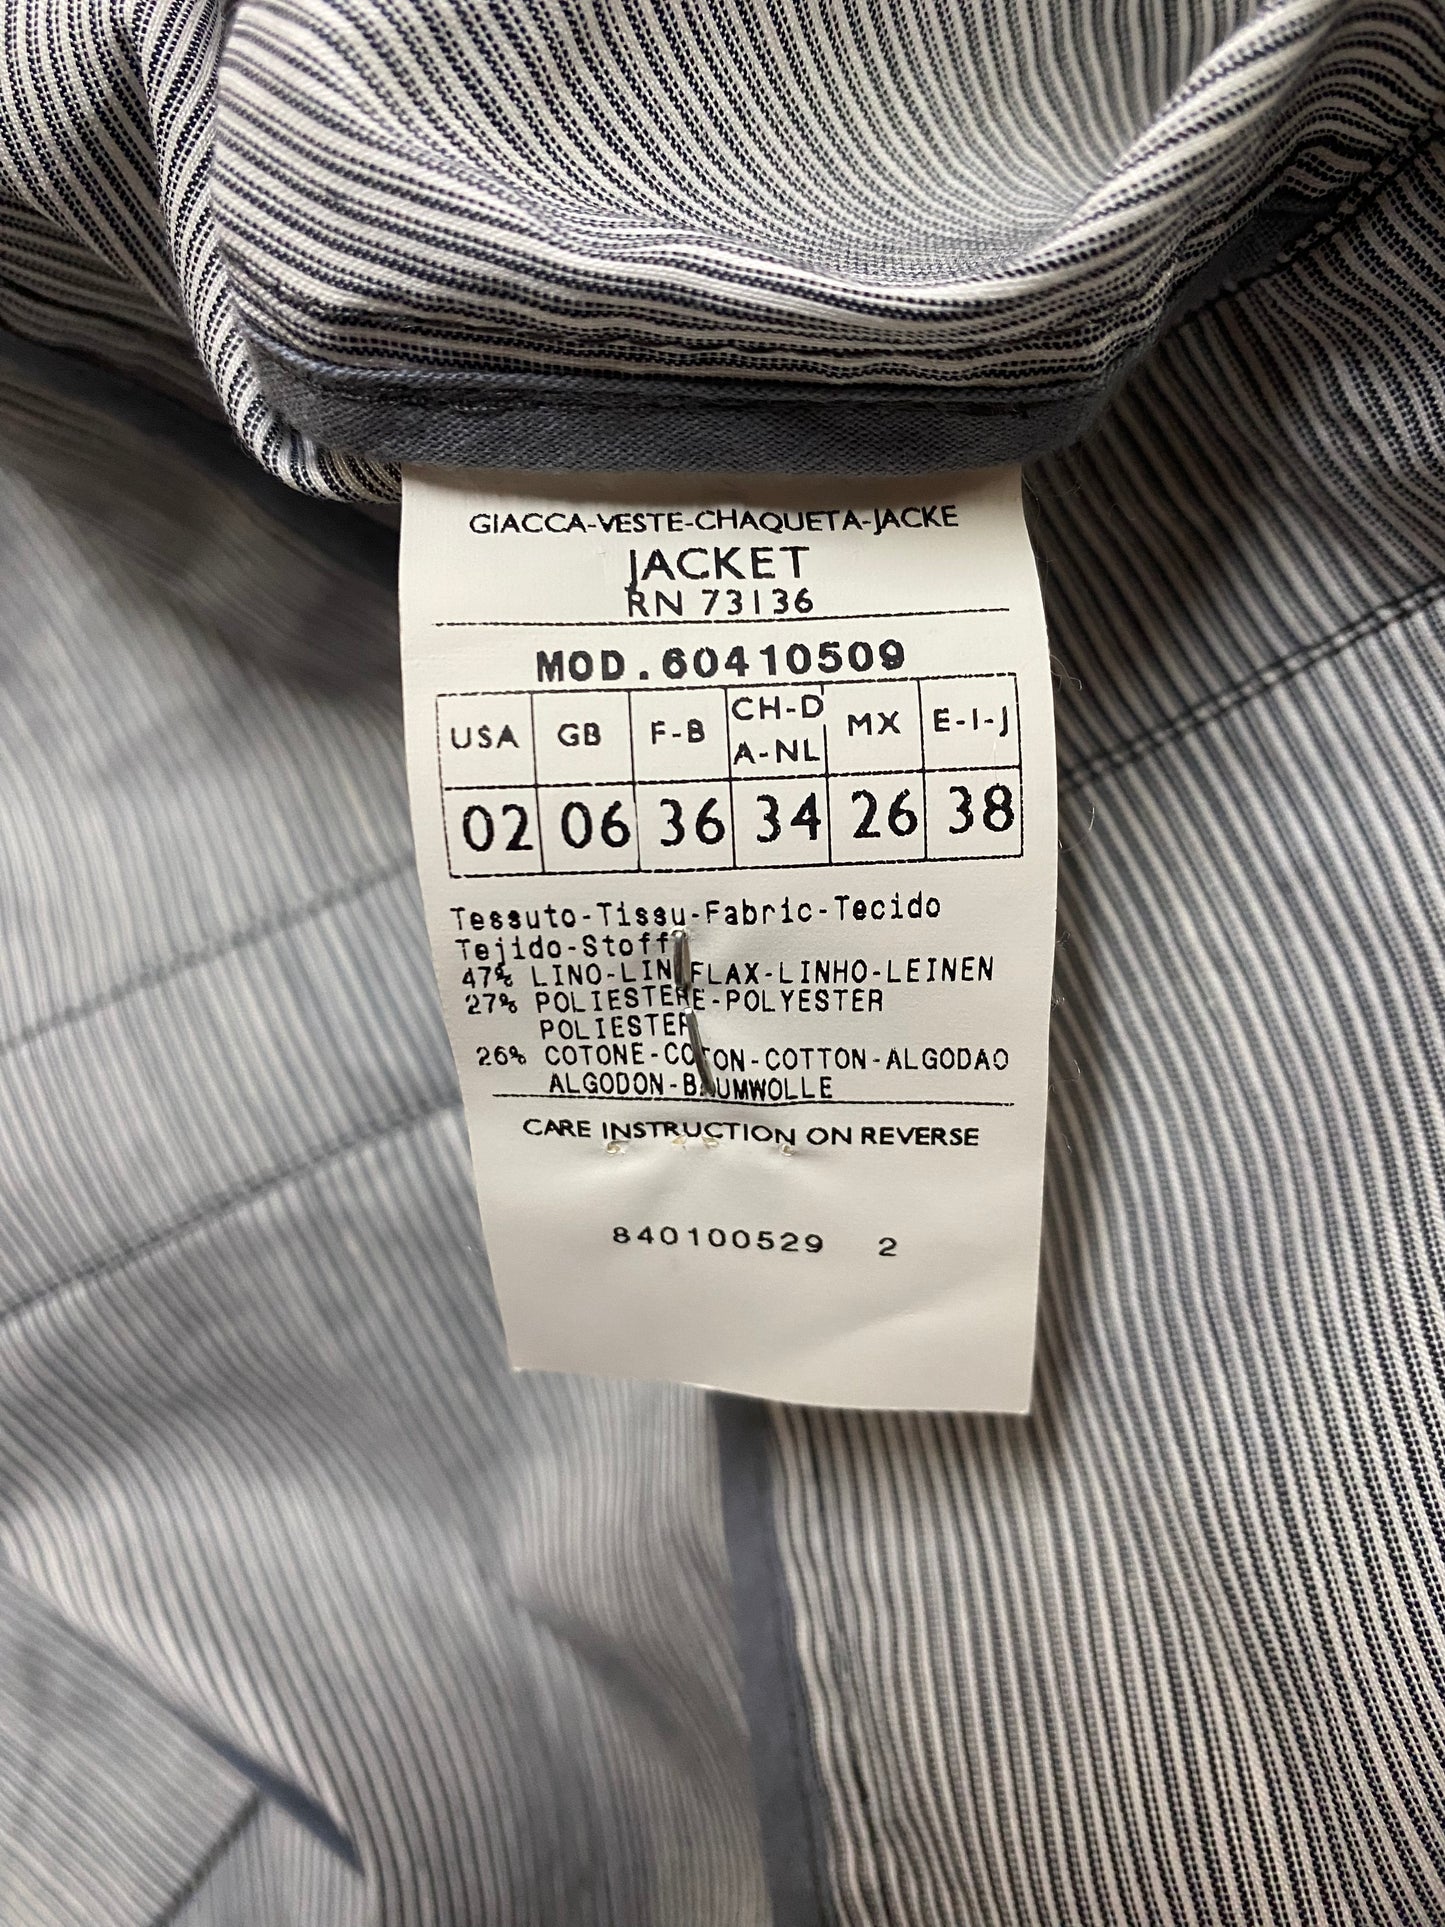 GIACCA-VESTE-CHAQUETA-JACKE
JACKET
RN 73136
MOD.60410509
USA GB F-B CH-D A-NL MX E-I-J
02 06 36 34 26 38
Tessuto-Tissu-Fabric-Tecido
Tejido-Stoff
47% LINO-LIN-FLAX-LINHO-LEINEN
27% POLIESTERE-POLYESTER
POLIESTER
26% COTONE-COTON-COTTON-ALGODAO
ALGODON-BAUMWOLLE
CARE INSTRUCTION ON REVERSE
840100529 2